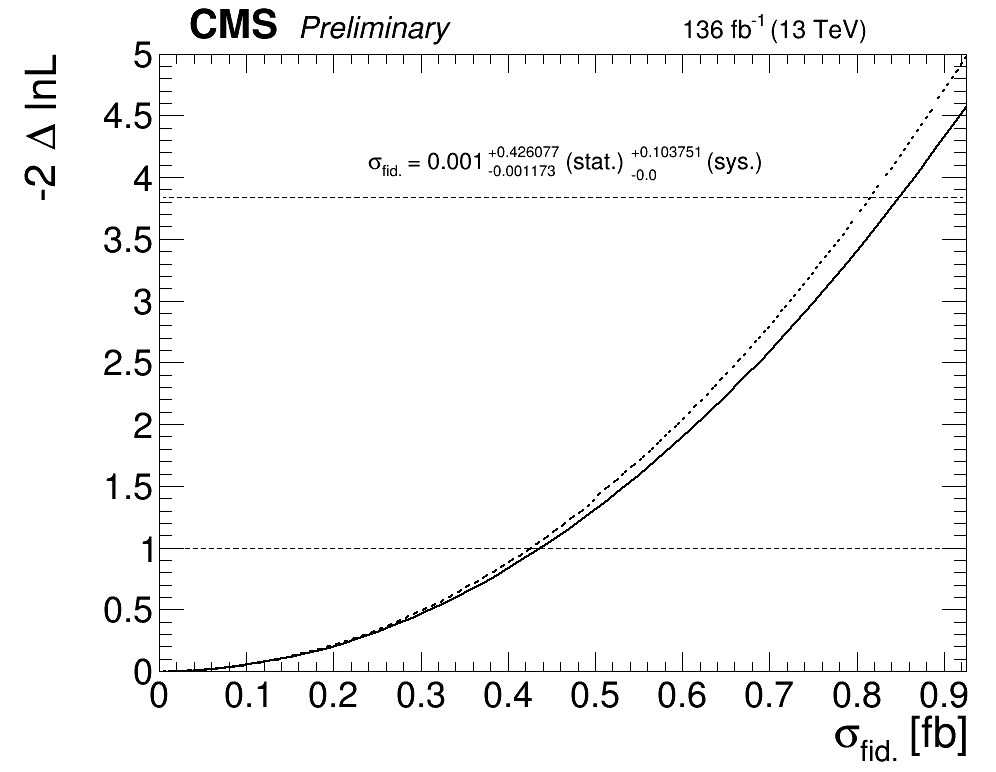 CMS Preliminary 136 fb⁻¹ (13 TeV)
-2 Δ lnL
5
4.5
4
3.5
3
2.5
2
1.5
1
0.5
0
σfid. = 0.001 +0.426077 -0.001173 (stat.) +0.103751 -0.0 (sys.)
0 0.1 0.2 0.3 0.4 0.5 0.6 0.7 0.8 0.9
σfid. [fb]